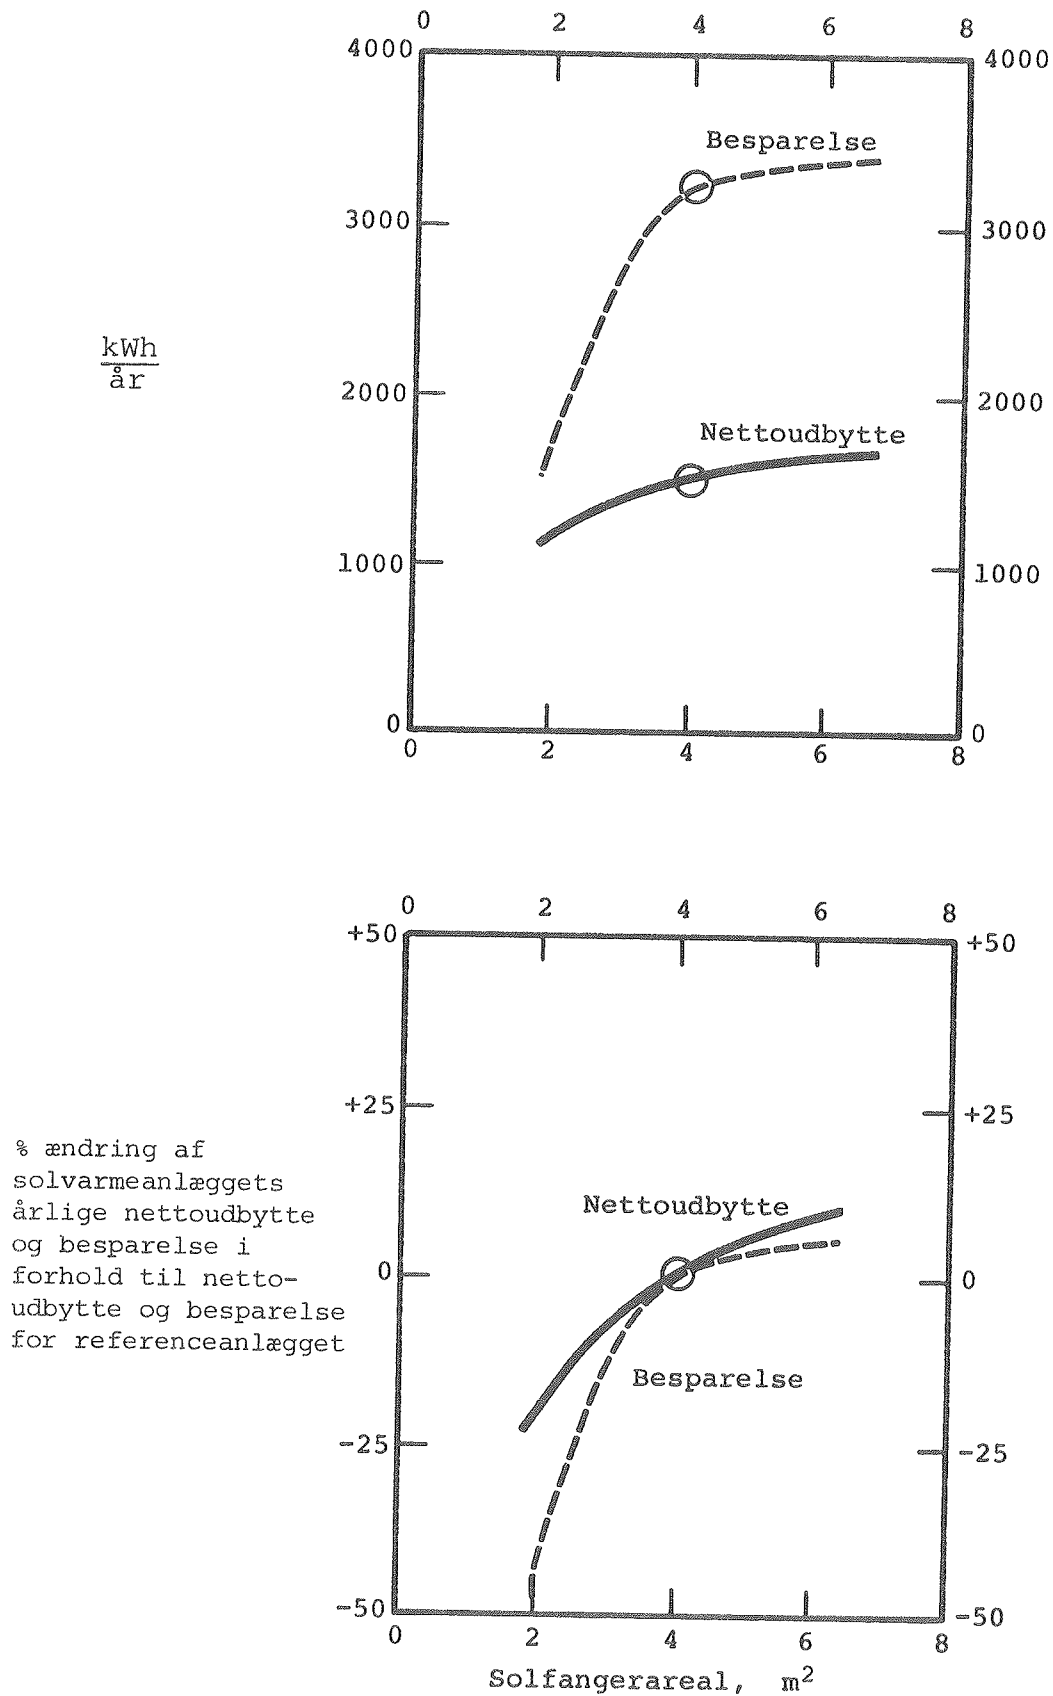 0 2 4 6 8
4000 4000
Besparelse
3000 3000
kWh
år
2000 2000
Nettoudbytte
1000 1000
0 0
0 2 4 6 8
0 2 4 6 8
+50 +50
+25 +25
% ændring af
solvarmeanlæggets
årlige nettoudbytte
og besparelse i
forhold til netto-
udbytte og besparelse
for referenceanlægget
Nettoudbytte
0 0
Besparelse
-25 -25
-50 -50
0 2 4 6 8
Solfangerareal, m²